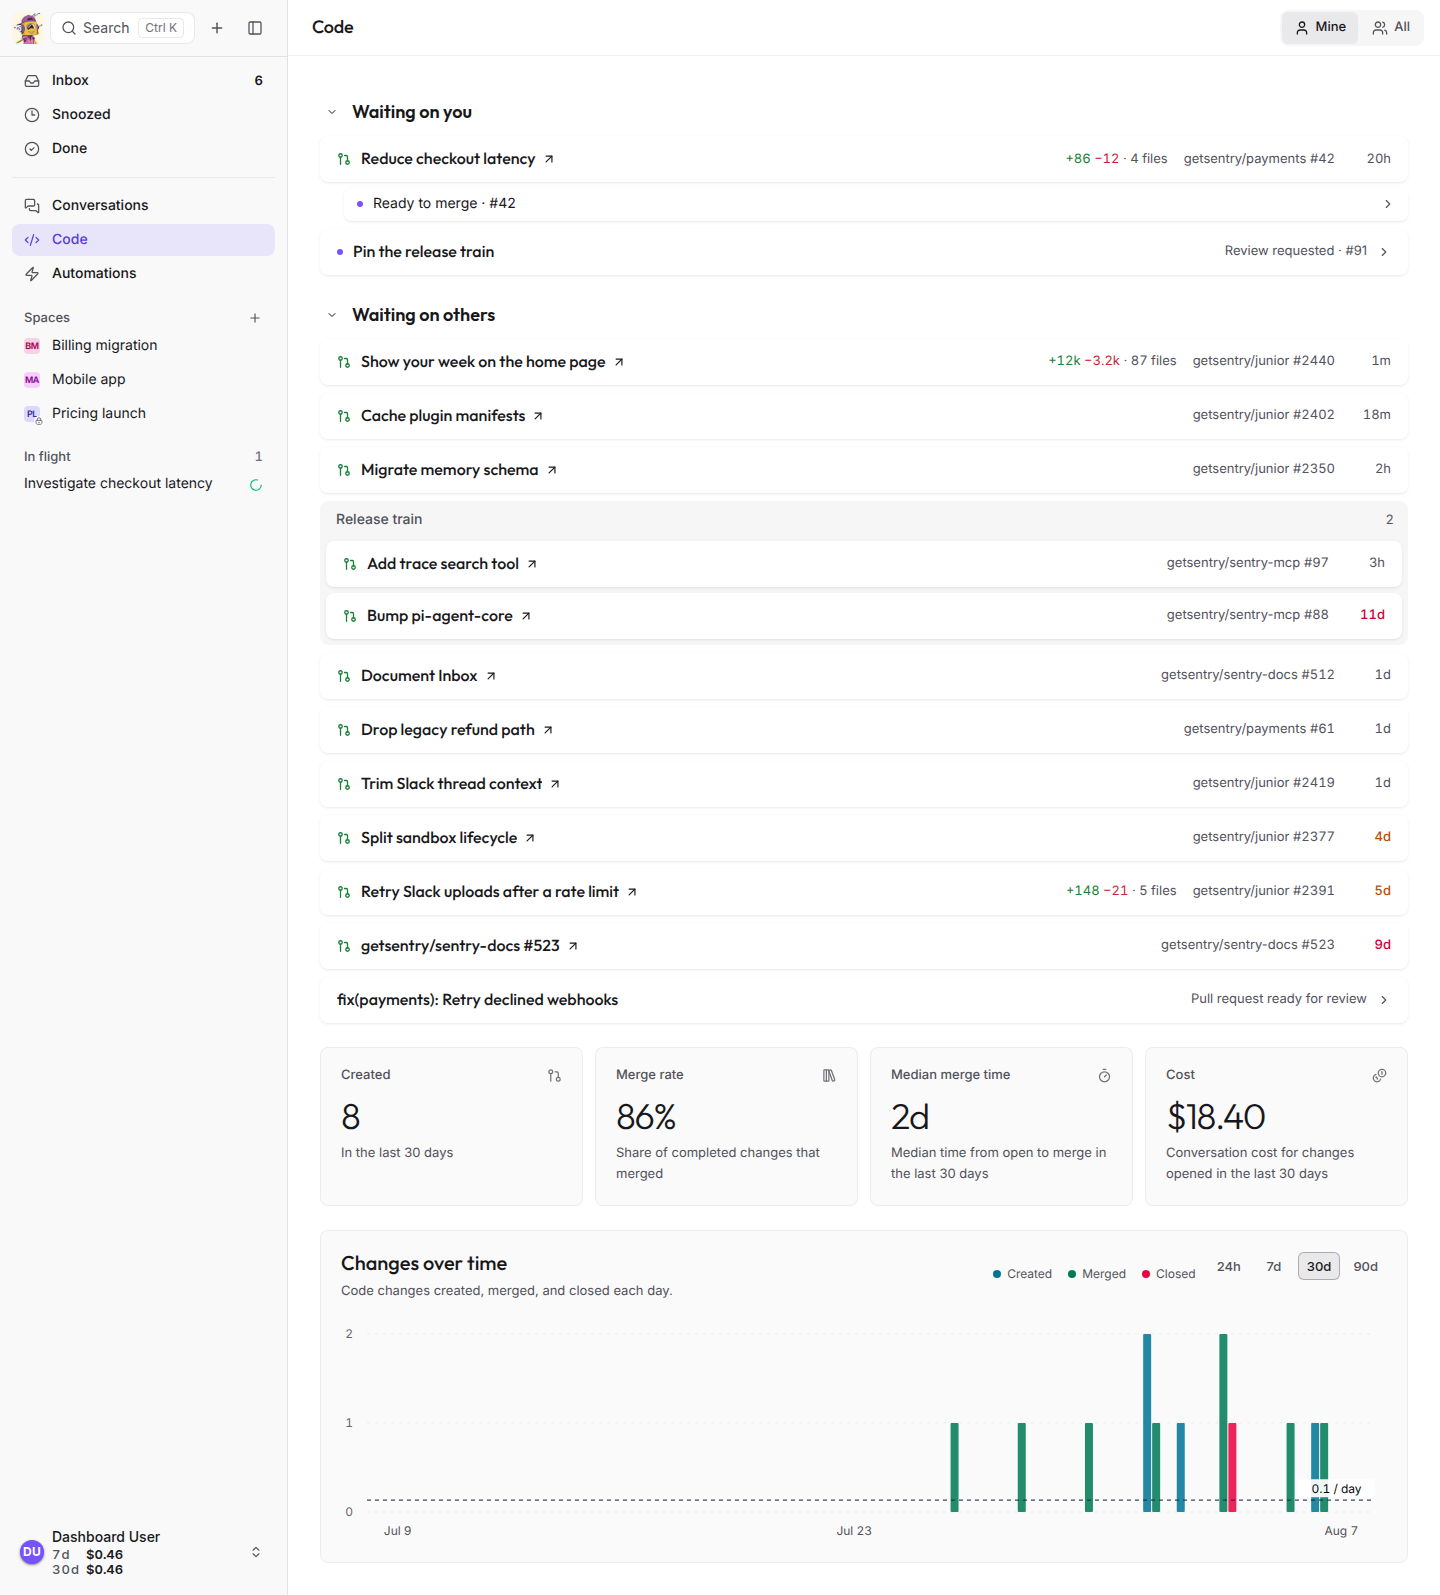 Search Ctrl K
Code
Mine
All
Inbox 6
Snoozed
Done
Conversations
Code
Automations
Spaces
BM Billing migration
MA Mobile app
PL Pricing launch
In flight 1
Investigate checkout latency
Waiting on you
Reduce checkout latency +86 −12 · 4 files getsentry/payments #42 20h
Ready to merge · #42
Pin the release train Review requested · #91
Waiting on others
Show your week on the home page +12k −3.2k · 87 files getsentry/junior #2440 1m
Cache plugin manifests getsentry/junior #2402 18m
Migrate memory schema getsentry/junior #2350 2h
Release train 2
Add trace search tool getsentry/sentry-mcp #97 3h
Bump pi-agent-core getsentry/sentry-mcp #88 11d
Document Inbox getsentry/sentry-docs #512 1d
Drop legacy refund path getsentry/payments #61 1d
Trim Slack thread context getsentry/junior #2419 1d
Split sandbox lifecycle getsentry/junior #2377 4d
Retry Slack uploads after a rate limit +148 −21 · 5 files getsentry/junior #2391 5d
getsentry/sentry-docs #523 getsentry/sentry-docs #523 9d
fix(payments): Retry declined webhooks Pull request ready for review
Created
8
In the last 30 days
Merge rate
86%
Share of completed changes that
merged
Median merge time
2d
Median time from open to merge in
the last 30 days
Cost
$18.40
Conversation cost for changes
opened in the last 30 days
Changes over time
Code changes created, merged, and closed each day.
Created Merged Closed 24h 7d 30d 90d
2
1
0
0.1 / day
Jul 9 Jul 23 Aug 7
DU Dashboard User
7d $0.46
30d $0.46